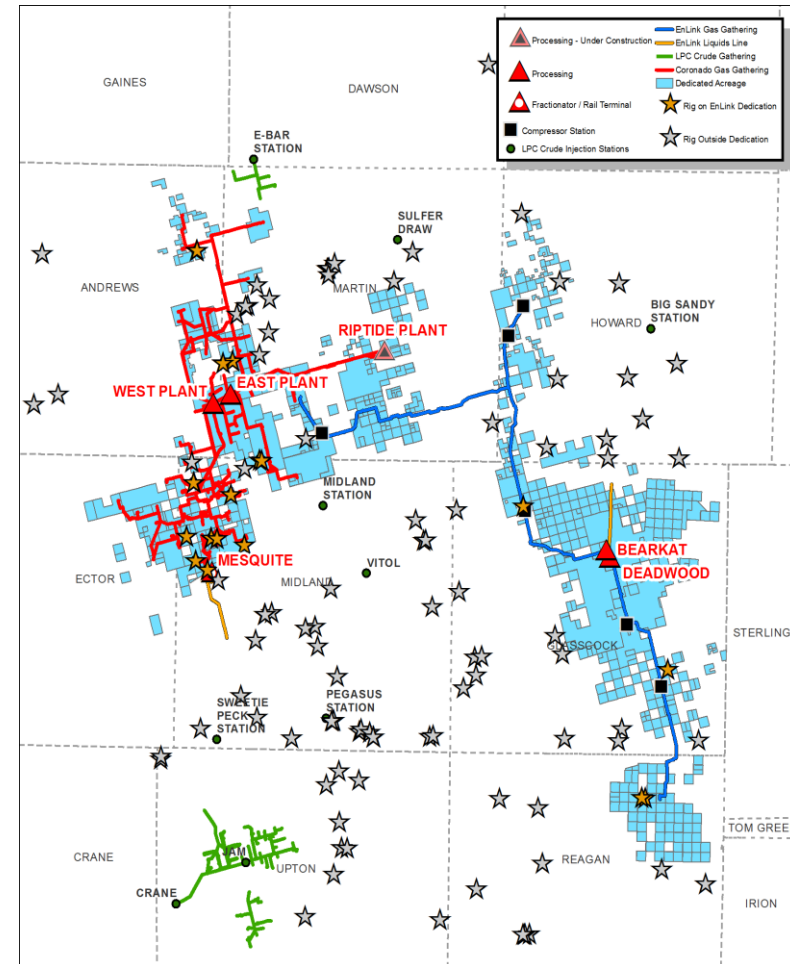 Processing - Under Construction
Processing
Fractionator / Rail Terminal
Compressor Station
LPC Crude Injection Stations
EnLink Gas Gathering
EnLink Liquids Line
LPC Crude Gathering
Coronado Gas Gathering
Dedicated Acreage
Rig on EnLink Dedication
Rig Outside Dedication
GAINES
DAWSON
E-BAR
STATION
SULFER
DRAW
ANDREWS
MARTIN
HOWARD
BIG SANDY
STATION
RIPTIDE PLANT
WEST PLANT
EAST PLANT
MIDLAND
STATION
BEARKAT
DEADWOOD
MESQUITE
VITOL
ECTOR
MIDLAND
GLASSCOCK
STERLING
SWEETIE
PECK
STATION
PEGASUS
STATION
TOM GREE
CRANE
JAM
UPTON
REAGAN
CRANE
IRION